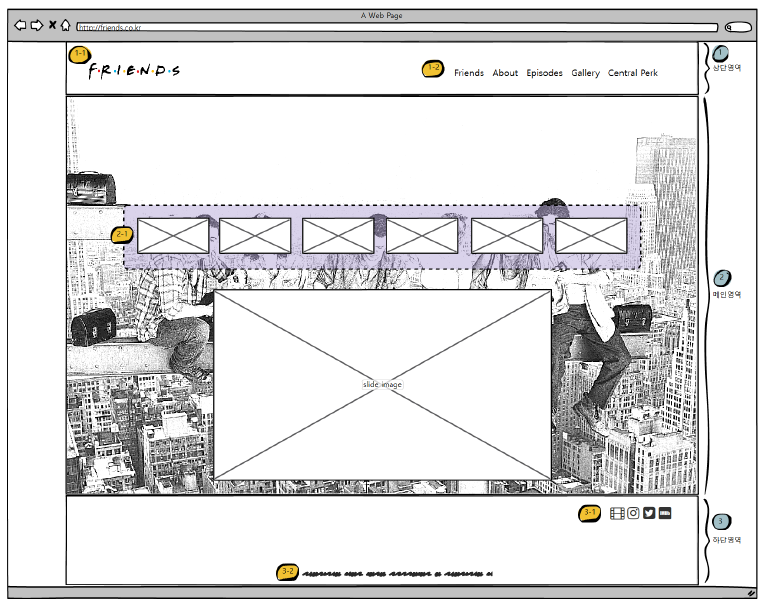 A Web Page
http://friends.co.kr
1-1
F·R·I·E·N·D·S
1-2
Friends About Episodes Gallery Central Perk
1
상단영역
2-1
2
메인영역
slide image
3-1
3
하단영역
3-2